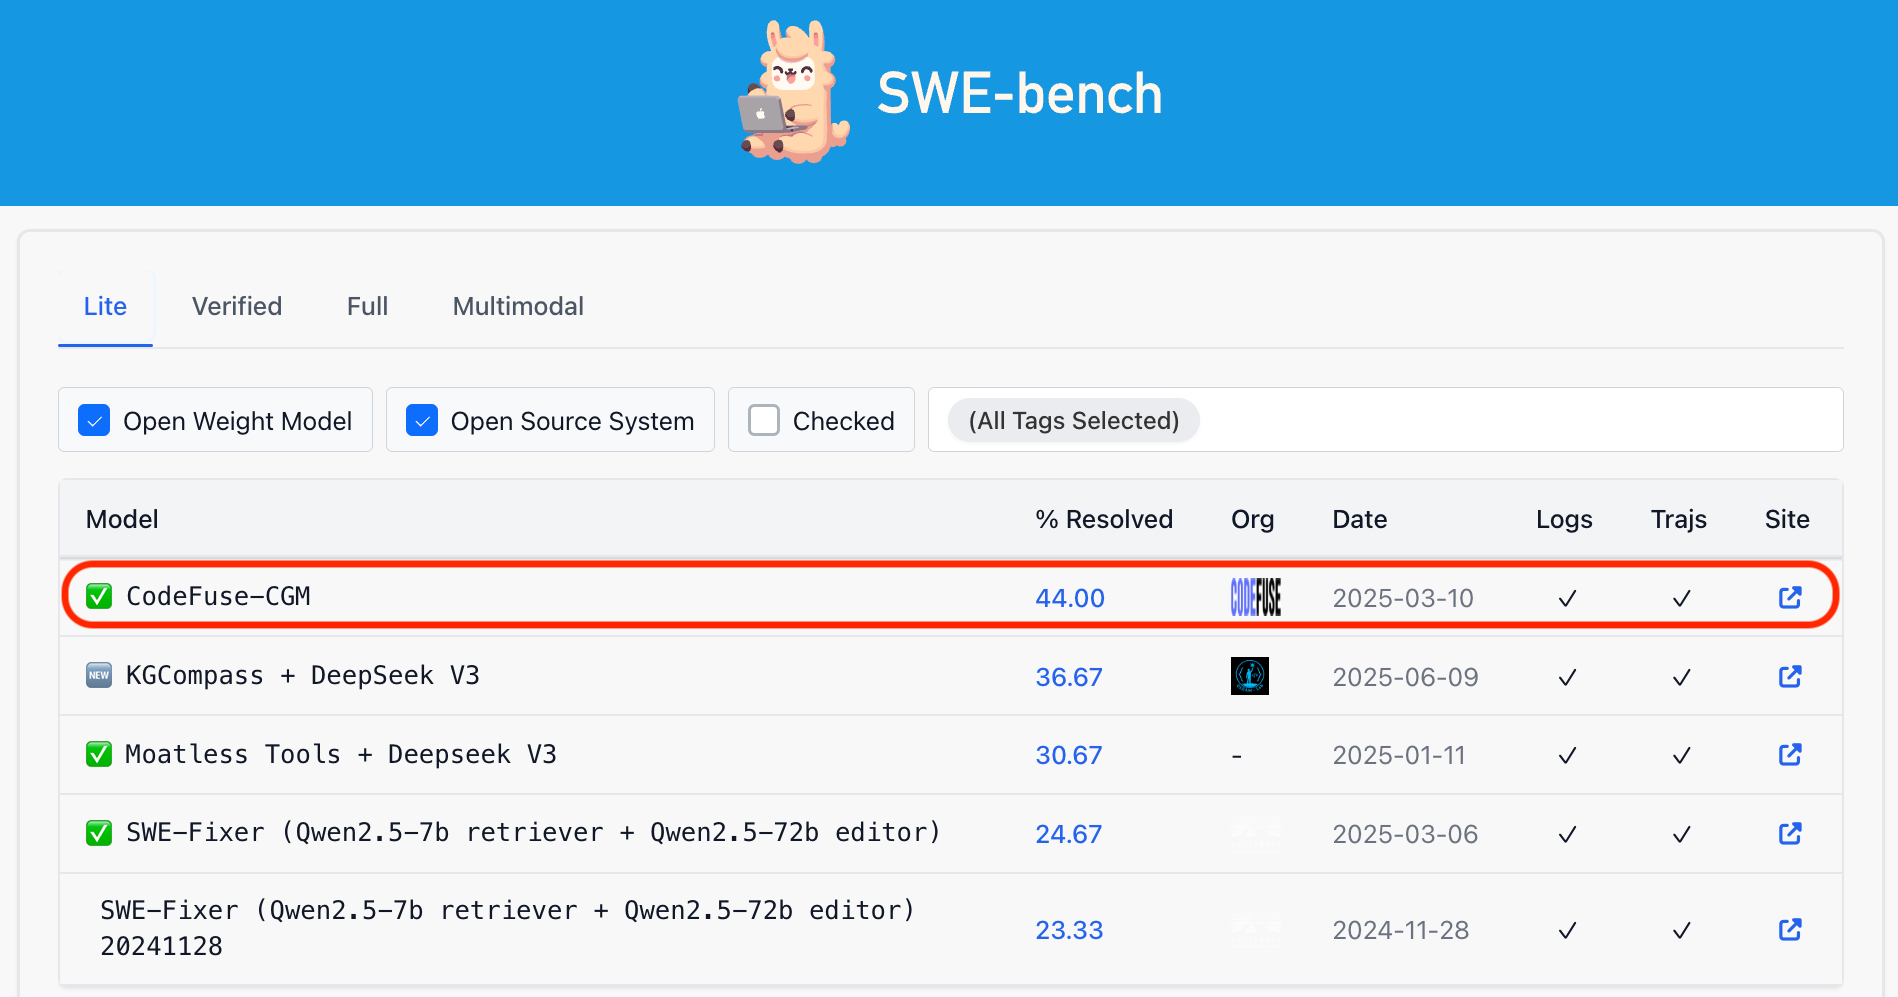 SWE-bench
Lite Verified Full Multimodal
Open Weight Model Open Source System Checked (All Tags Selected)
Model % Resolved Org Date Logs Trajs Site
✅ CodeFuse-CGM 44.00 CODEFUSE 2025-03-10 ✓ ✓
NEW KGCompass + DeepSeek V3 36.67 2025-06-09 ✓ ✓
✅ Moatless Tools + Deepseek V3 30.67 - 2025-01-11 ✓ ✓
✅ SWE-Fixer (Qwen2.5-7b retriever + Qwen2.5-72b editor) 24.67 2025-03-06 ✓ ✓
SWE-Fixer (Qwen2.5-7b retriever + Qwen2.5-72b editor)
20241128 23.33 2024-11-28 ✓ ✓